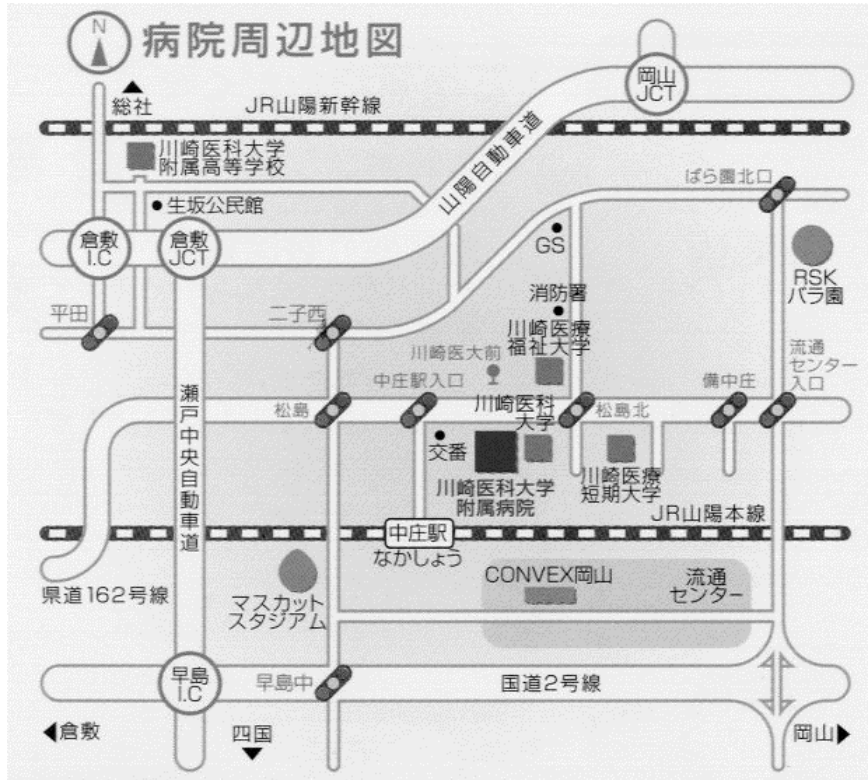 N
病院周辺地図
岡山
JCT
総社
JR山陽新幹線
川崎医科大学
附属高等学校
山陽自動車道
ばら園北口
生坂公民館
倉敷
I.C
倉敷
JCT
GS
RSK
バラ園
消防署
平田
二子西
川崎医療
福祉大学
川崎医大前
流通
センター
入口
中庄駅入口
備中庄
瀬戸中央自動車道
川崎医科
大学
松島
松島北
交番
川崎医科大学
附属病院
川崎医療
短期大学
JR山陽本線
中庄駅
なかしょう
CONVEX岡山
流通
センター
県道162号線
マスカット
スタジアム
早島
I.C
早島中
国道2号線
倉敷
四国
岡山